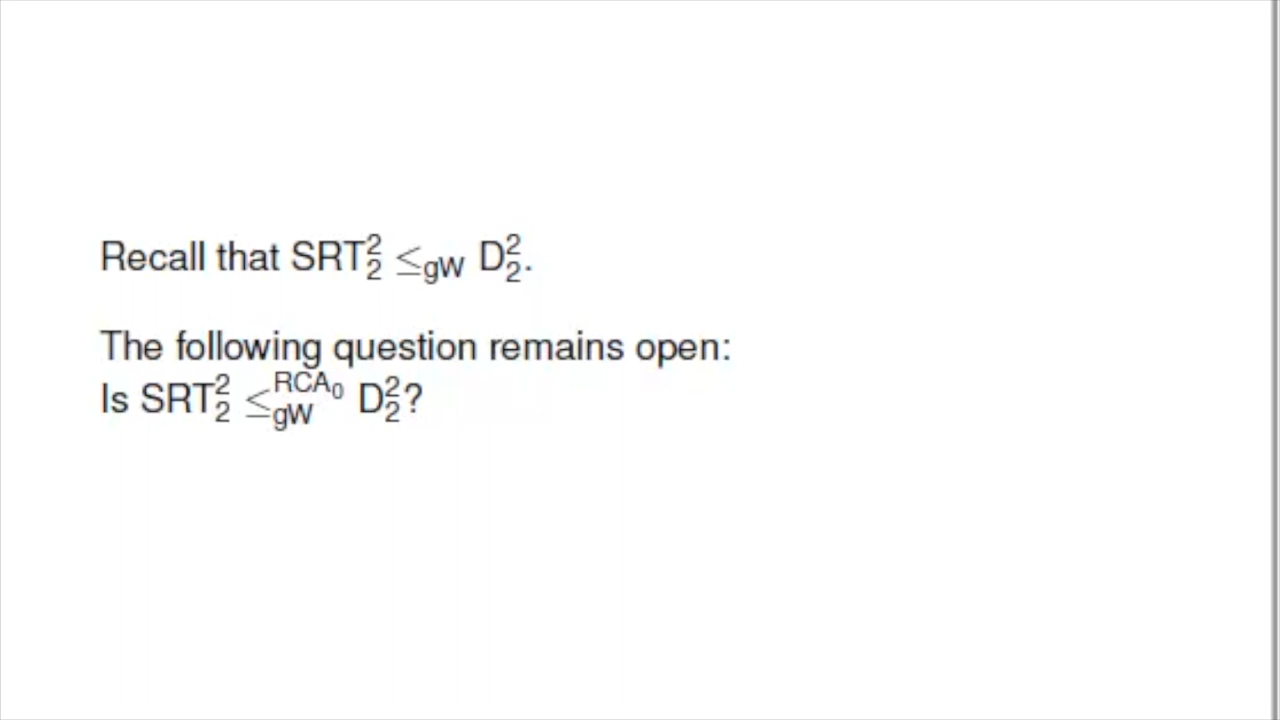 Recall that SRT₂² ≤gW D₂².
The following question remains open:
Is SRT₂² ≤gW^RCA₀ D₂²?